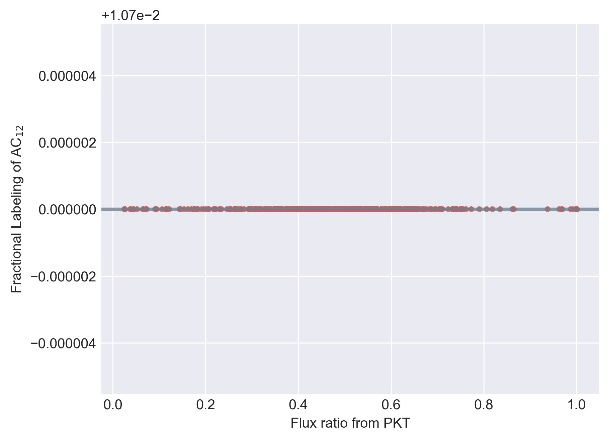 +1.07e−2
0.000004
0.000002
0.000000
−0.000002
−0.000004
Fractional Labeling of AC₁₂
0.0 0.2 0.4 0.6 0.8 1.0
Flux ratio from PKT